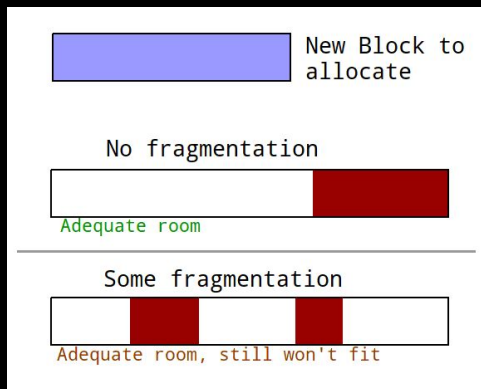 New Block to
allocate
No fragmentation
Adequate room
Some fragmentation
Adequate room, still won't fit